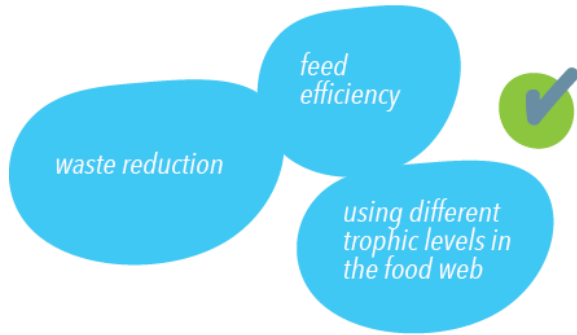 feed
efficiency
waste reduction
using different
trophic levels in
the food web